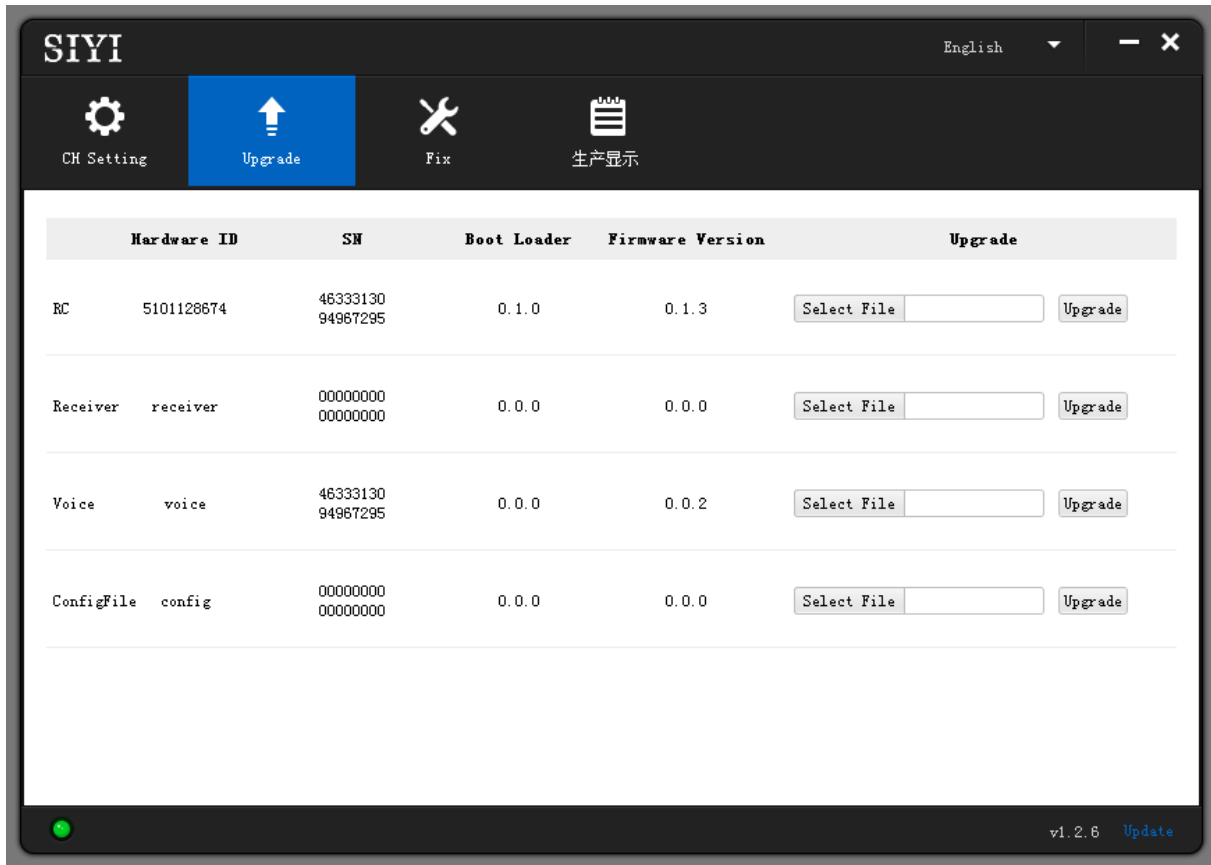 SIYI English
CH Setting Upgrade Fix 生产显示
Hardware ID SN Boot Loader Firmware Version Upgrade
RC 5101128674 46333130 94967295 0.1.0 0.1.3 Select File Upgrade
Receiver receiver 00000000 00000000 0.0.0 0.0.0 Select File Upgrade
Voice voice 46333130 94967295 0.0.0 0.0.2 Select File Upgrade
ConfigFile config 00000000 00000000 0.0.0 0.0.0 Select File Upgrade
v1.2.6 Update